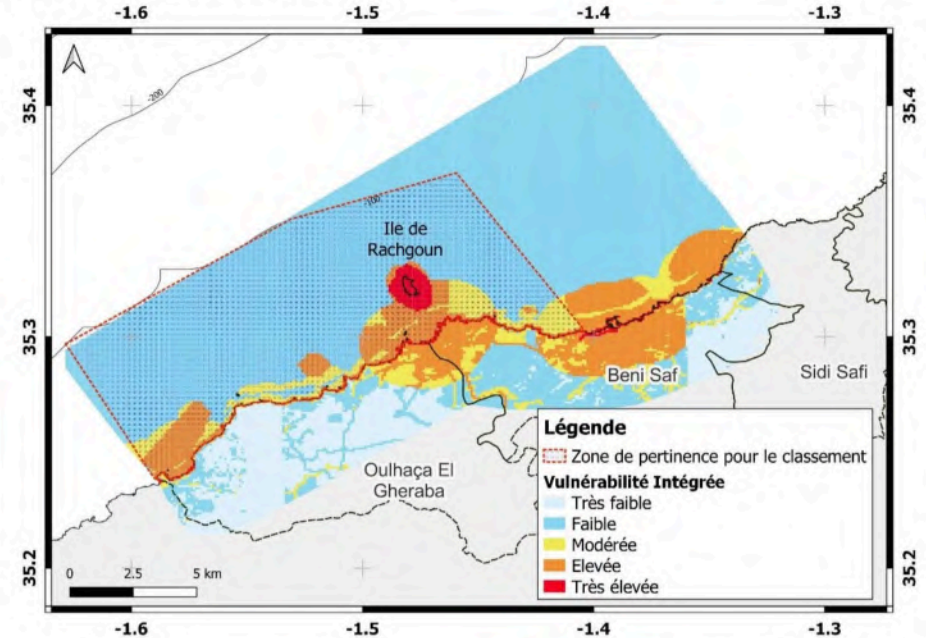 -1.6 -1.5 -1.4 -1.3
35.4 35.4
-200
-100
Ile de
Rachgoun
35.3 35.3
Beni Saf
Sidi Safi
Oulhaça El
Gheraba
Légende
Zone de pertinence pour le classement
Vulnérabilité Intégrée
Très faible
Faible
Modérée
Elevée
Très élevée
35.2 35.2
0 2.5 5 km
-1.6 -1.5 -1.4 -1.3